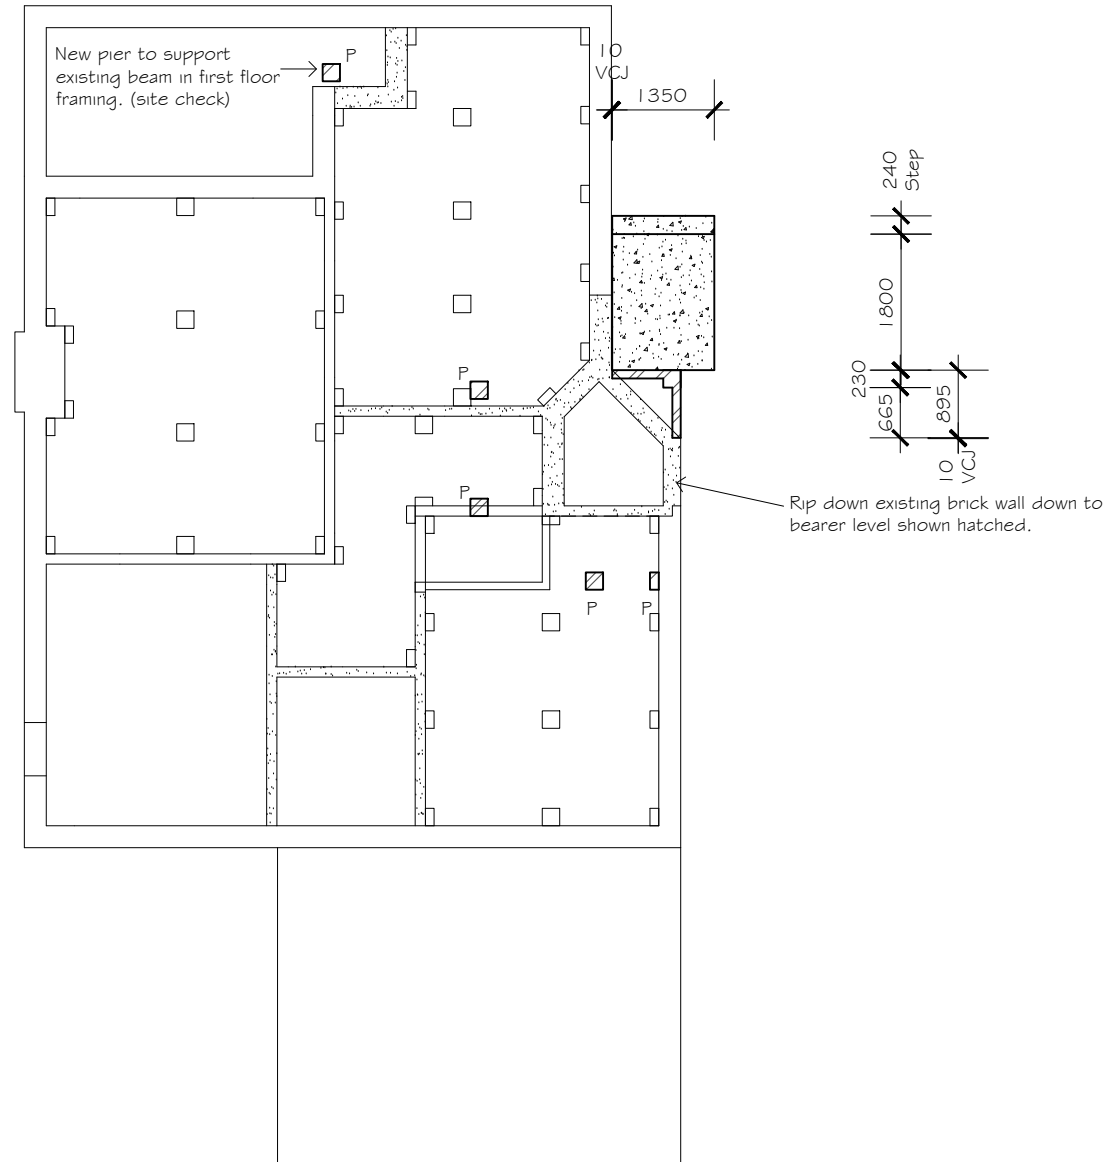 New pier to support
existing beam in first floor
framing. (site check)
P
10
VCJ
1350
240
Step
1800
230
665
895
10
VCJ
P
P
Rip down existing brick wall down to
bearer level shown hatched.
P
P